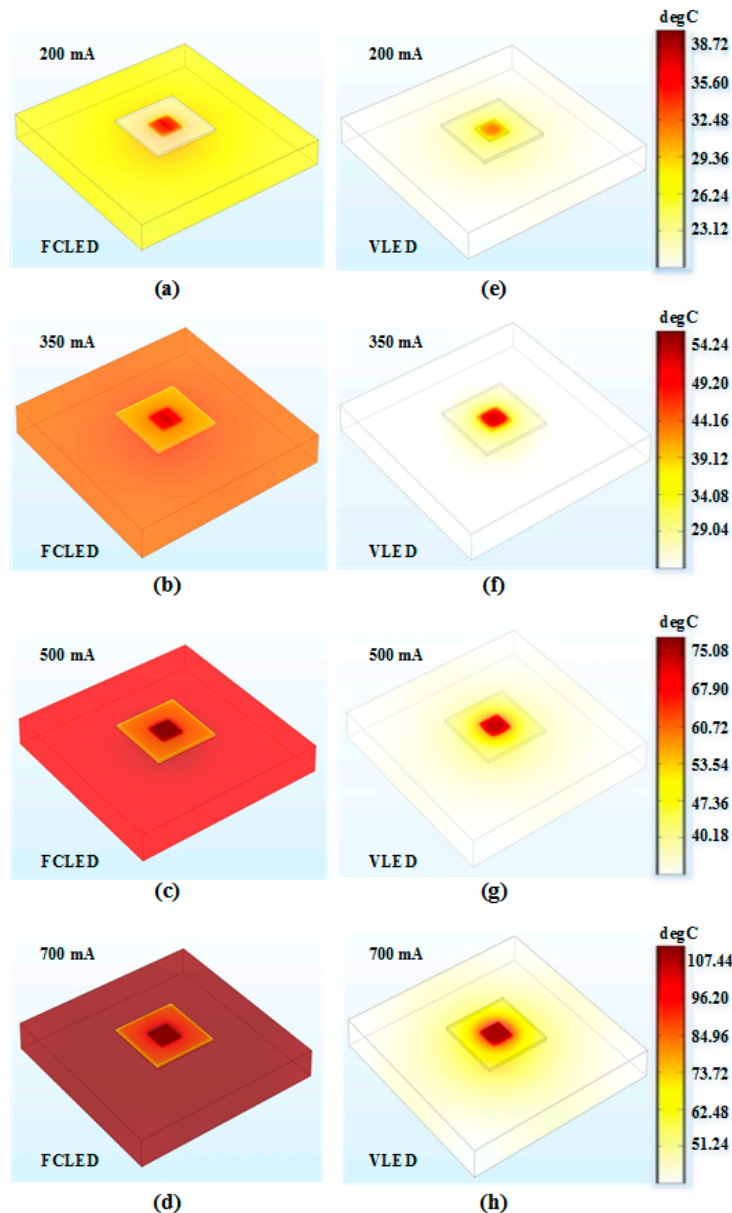 degC
200 mA
200 mA
38.72
35.60
32.48
29.36
26.24
23.12
FCLED
VLED
(a)
(e)
degC
350 mA
350 mA
54.24
49.20
44.16
39.12
34.08
29.04
FCLED
VLED
(b)
(f)
degC
500 mA
500 mA
75.08
67.90
60.72
53.54
47.36
40.18
FCLED
VLED
(c)
(g)
degC
700 mA
700 mA
107.44
96.20
84.96
73.72
62.48
51.24
FCLED
VLED
(d)
(h)